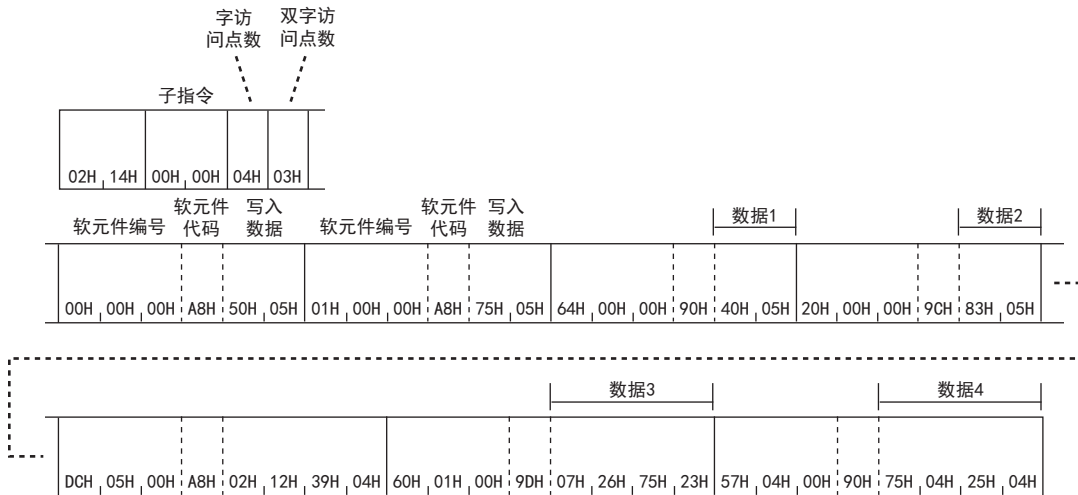 字访 双字访
问点数 问点数
子指令
02H 14H 00H 00H 04H 03H
软元件编号 软元件代码 写入数据 软元件编号 软元件代码 写入数据 数据1 数据2
00H 00H 00H A8H 50H 05H 01H 00H 00H A8H 75H 05H 64H 00H 00H 90H 40H 05H 20H 00H 00H 9CH 83H 05H
数据3 数据4
DCH 05H 00H A8H 02H 12H 39H 04H 60H 01H 00H 9DH 07H 26H 75H 23H 57H 04H 00H 90H 75H 04H 25H 04H